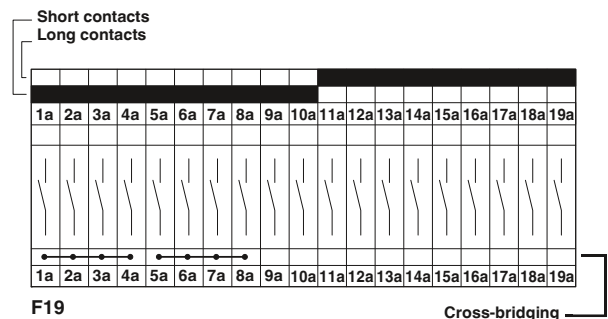 Short contacts
Long contacts
1a 2a 3a 4a 5a 6a 7a 8a 9a 10a 11a 12a 13a 14a 15a 16a 17a 18a 19a
1a 2a 3a 4a 5a 6a 7a 8a 9a 10a 11a 12a 13a 14a 15a 16a 17a 18a 19a
F19
Cross-bridging